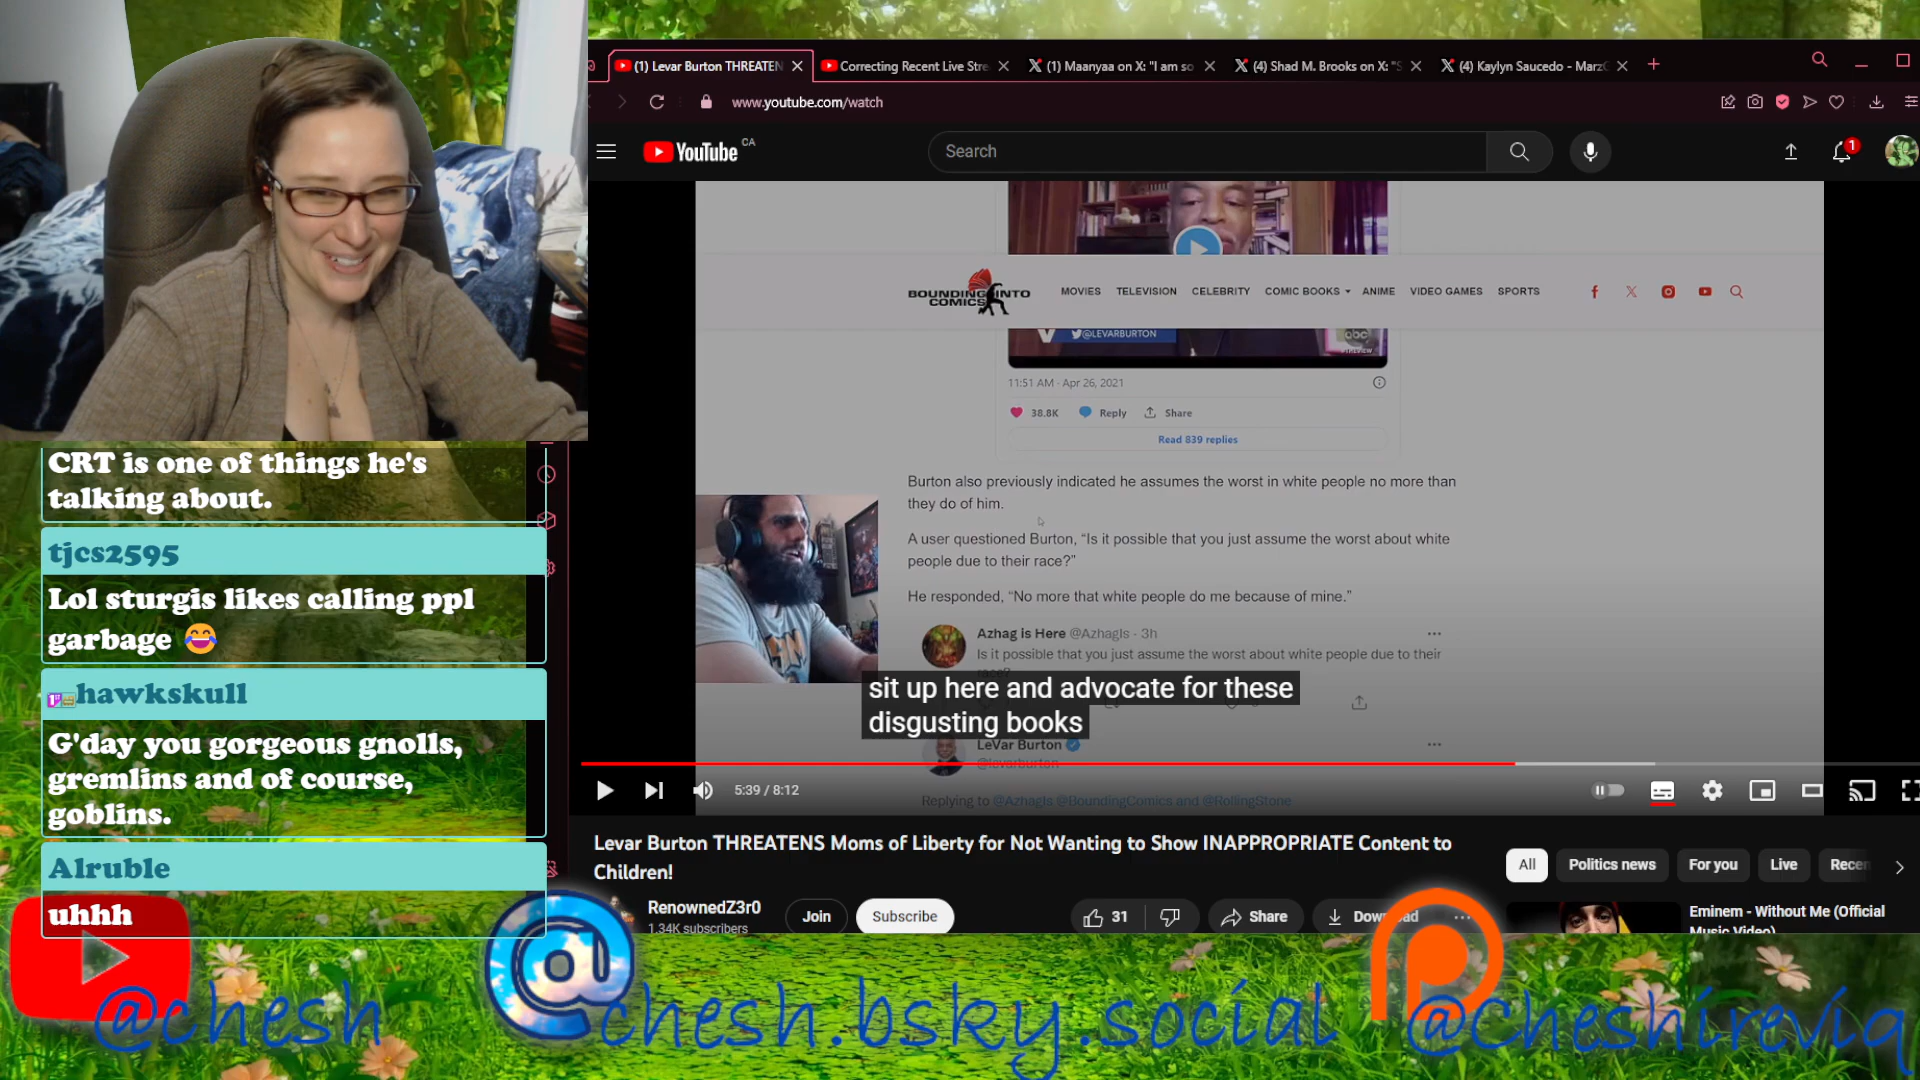 (1) Levar Burton THREATEN
Correcting Recent Live Stre
(1) Maanyaa on X: "I am so
(4) Shad M. Brooks on X: "S
(4) Kaylyn Saucedo - Marz
www.youtube.com/watch
YouTube CA
Search
1
BOUNDING INTO COMICS
MOVIES TELEVISION CELEBRITY COMIC BOOKS ANIME VIDEO GAMES SPORTS
@LEVARBURTON
abc
11:51 AM · Apr 26, 2021
38.8K Reply Share
Read 839 replies
Burton also previously indicated he assumes the worst in white people no more than
they do of him.
A user questioned Burton, “Is it possible that you just assume the worst about white
people due to their race?”
He responded, “No more that white people do me because of mine.”
Azhag is Here @AzhagIs · 3h
Is it possible that you just assume the worst about white people due to their
race?
sit up here and advocate for these
disgusting books
LeVar Burton
@levarburton
Replying to @AzhagIs @BoundingComics and @RollingStone
5:39 / 8:12
Levar Burton THREATENS Moms of Liberty for Not Wanting to Show INAPPROPRIATE Content to
Children!
RenownedZ3r0
1.34K subscribers
Join
Subscribe
31
Share
Download
All
Politics news
For you
Live
Recen
Eminem - Without Me (Official
Music Video)
CRT is one of things he's
talking about.
tjcs2595
Lol sturgis likes calling ppl
garbage 😂
hawkskull
G'day you gorgeous gnolls,
gremlins and of course,
goblins.
Alruble
uhhh
@chesh
@chesh.bsky.social
@cheshireviq